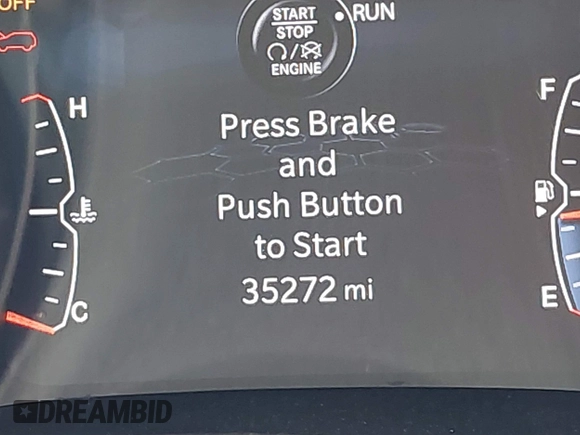 OFF
START
STOP
ENGINE
RUN
Press Brake
and
Push Button
to Start
35272 mi
H
C
F
E
DREAMBID